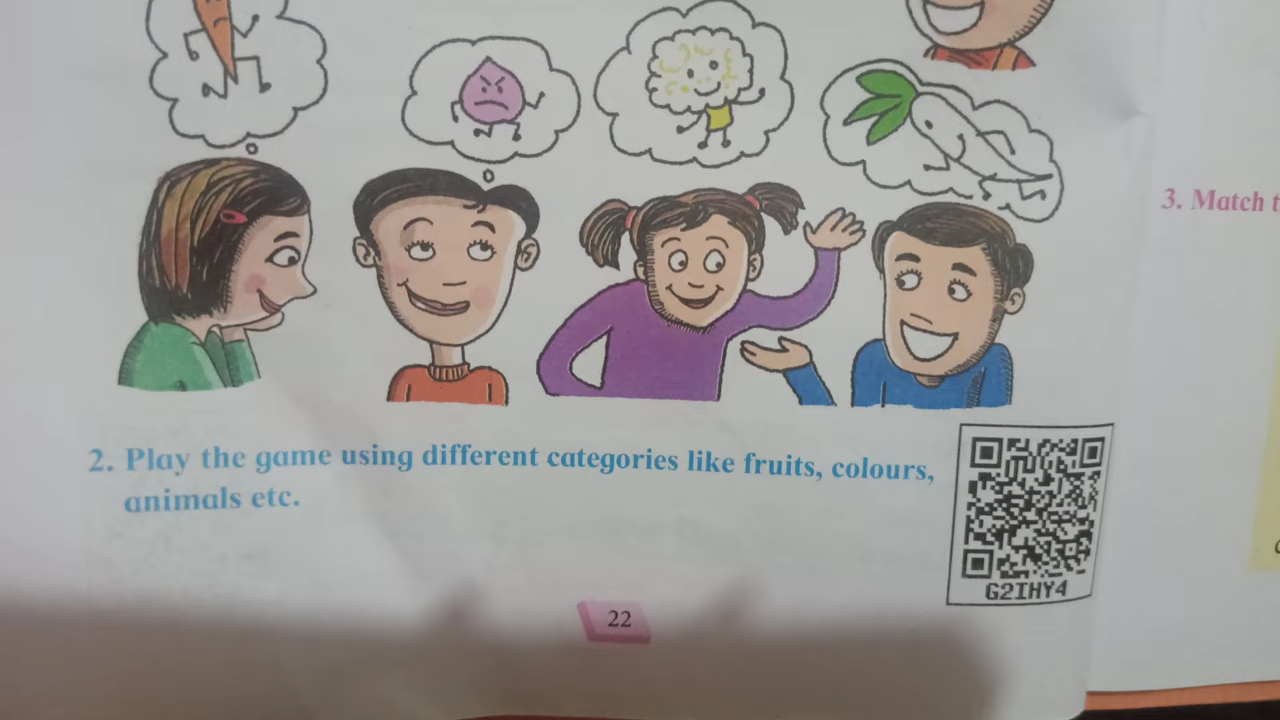 2. Play the game using different categories like fruits, colours,
animals etc.
G2IHY4
22
3. Match